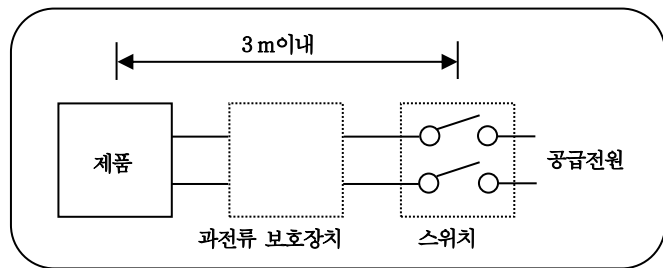 3 m이내
제품
공급전원
과전류 보호장치
스위치